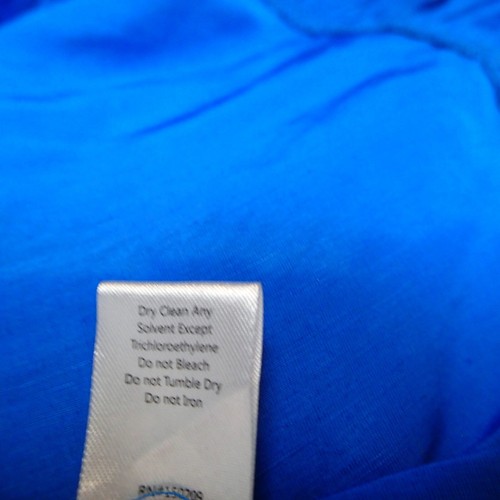 Dry Clean Any
Solvent Except
Trichloroethylene
Do not Bleach
Do not Tumble Dry
Do not Iron